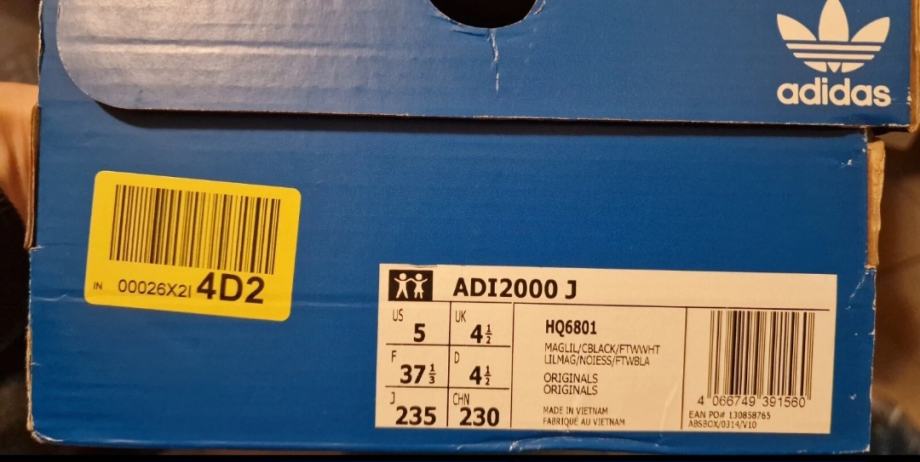 adidas
IN 00026X2I 4D2
ADI2000 J
US 5
UK 4½
F 37⅓
D 4½
J 235
CHN 230
HQ6801
MAGLIL/CBLACK/FTWWHT
LILMAG/NOIESS/FTWBLA
ORIGINALS
ORIGINALS
MADE IN VIETNAM
FABRIQUÉ AU VIETNAM
4 066749 391560
EAN PO# 130858765
ABSBOX/0314/V10